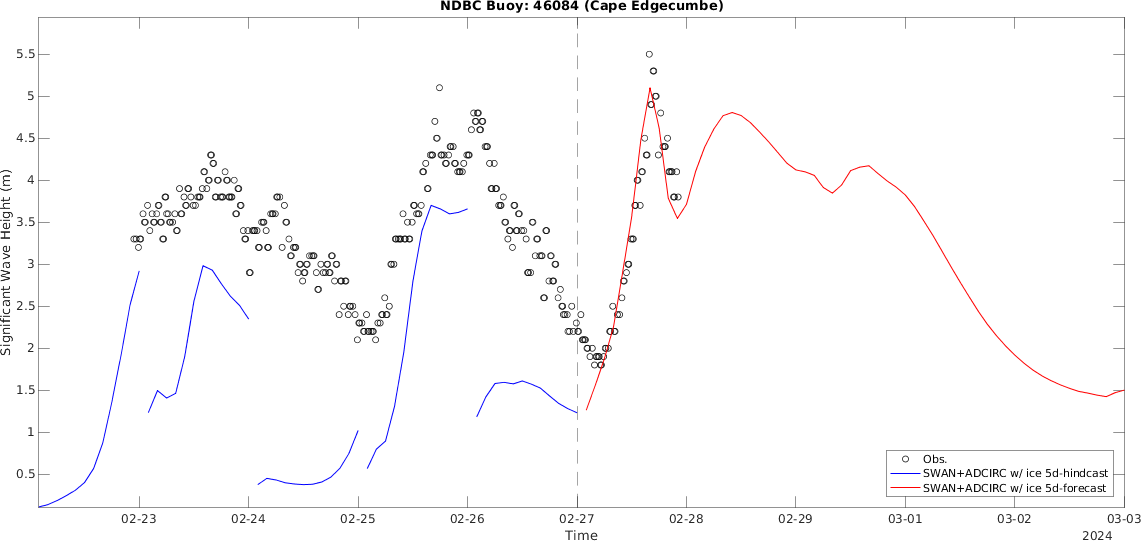 NDBC Buoy: 46084 (Cape Edgecumbe)
Significant Wave Height (m)
5.5
5
4.5
4
3.5
3
2.5
2
1.5
1
0.5
Obs.
SWAN+ADCIRC w/ ice 5d-hindcast
SWAN+ADCIRC w/ ice 5d-forecast
02-23 02-24 02-25 02-26 02-27 02-28 02-29 03-01 03-02 03-03
Time
2024